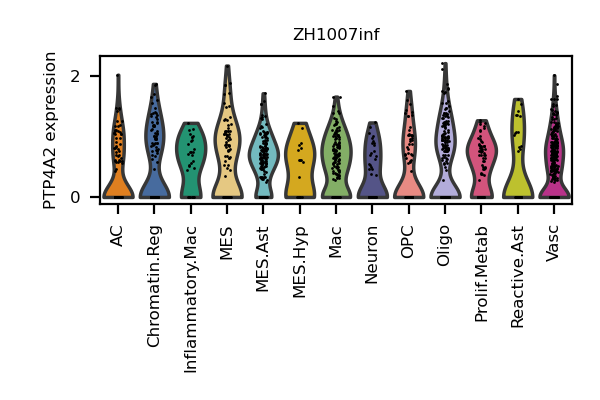 ZH1007inf
PTP4A2 expression
2
0
AC
Chromatin.Reg
Inflammatory.Mac
MES
MES.Ast
MES.Hyp
Mac
Neuron
OPC
Oligo
Prolif.Metab
Reactive.Ast
Vasc